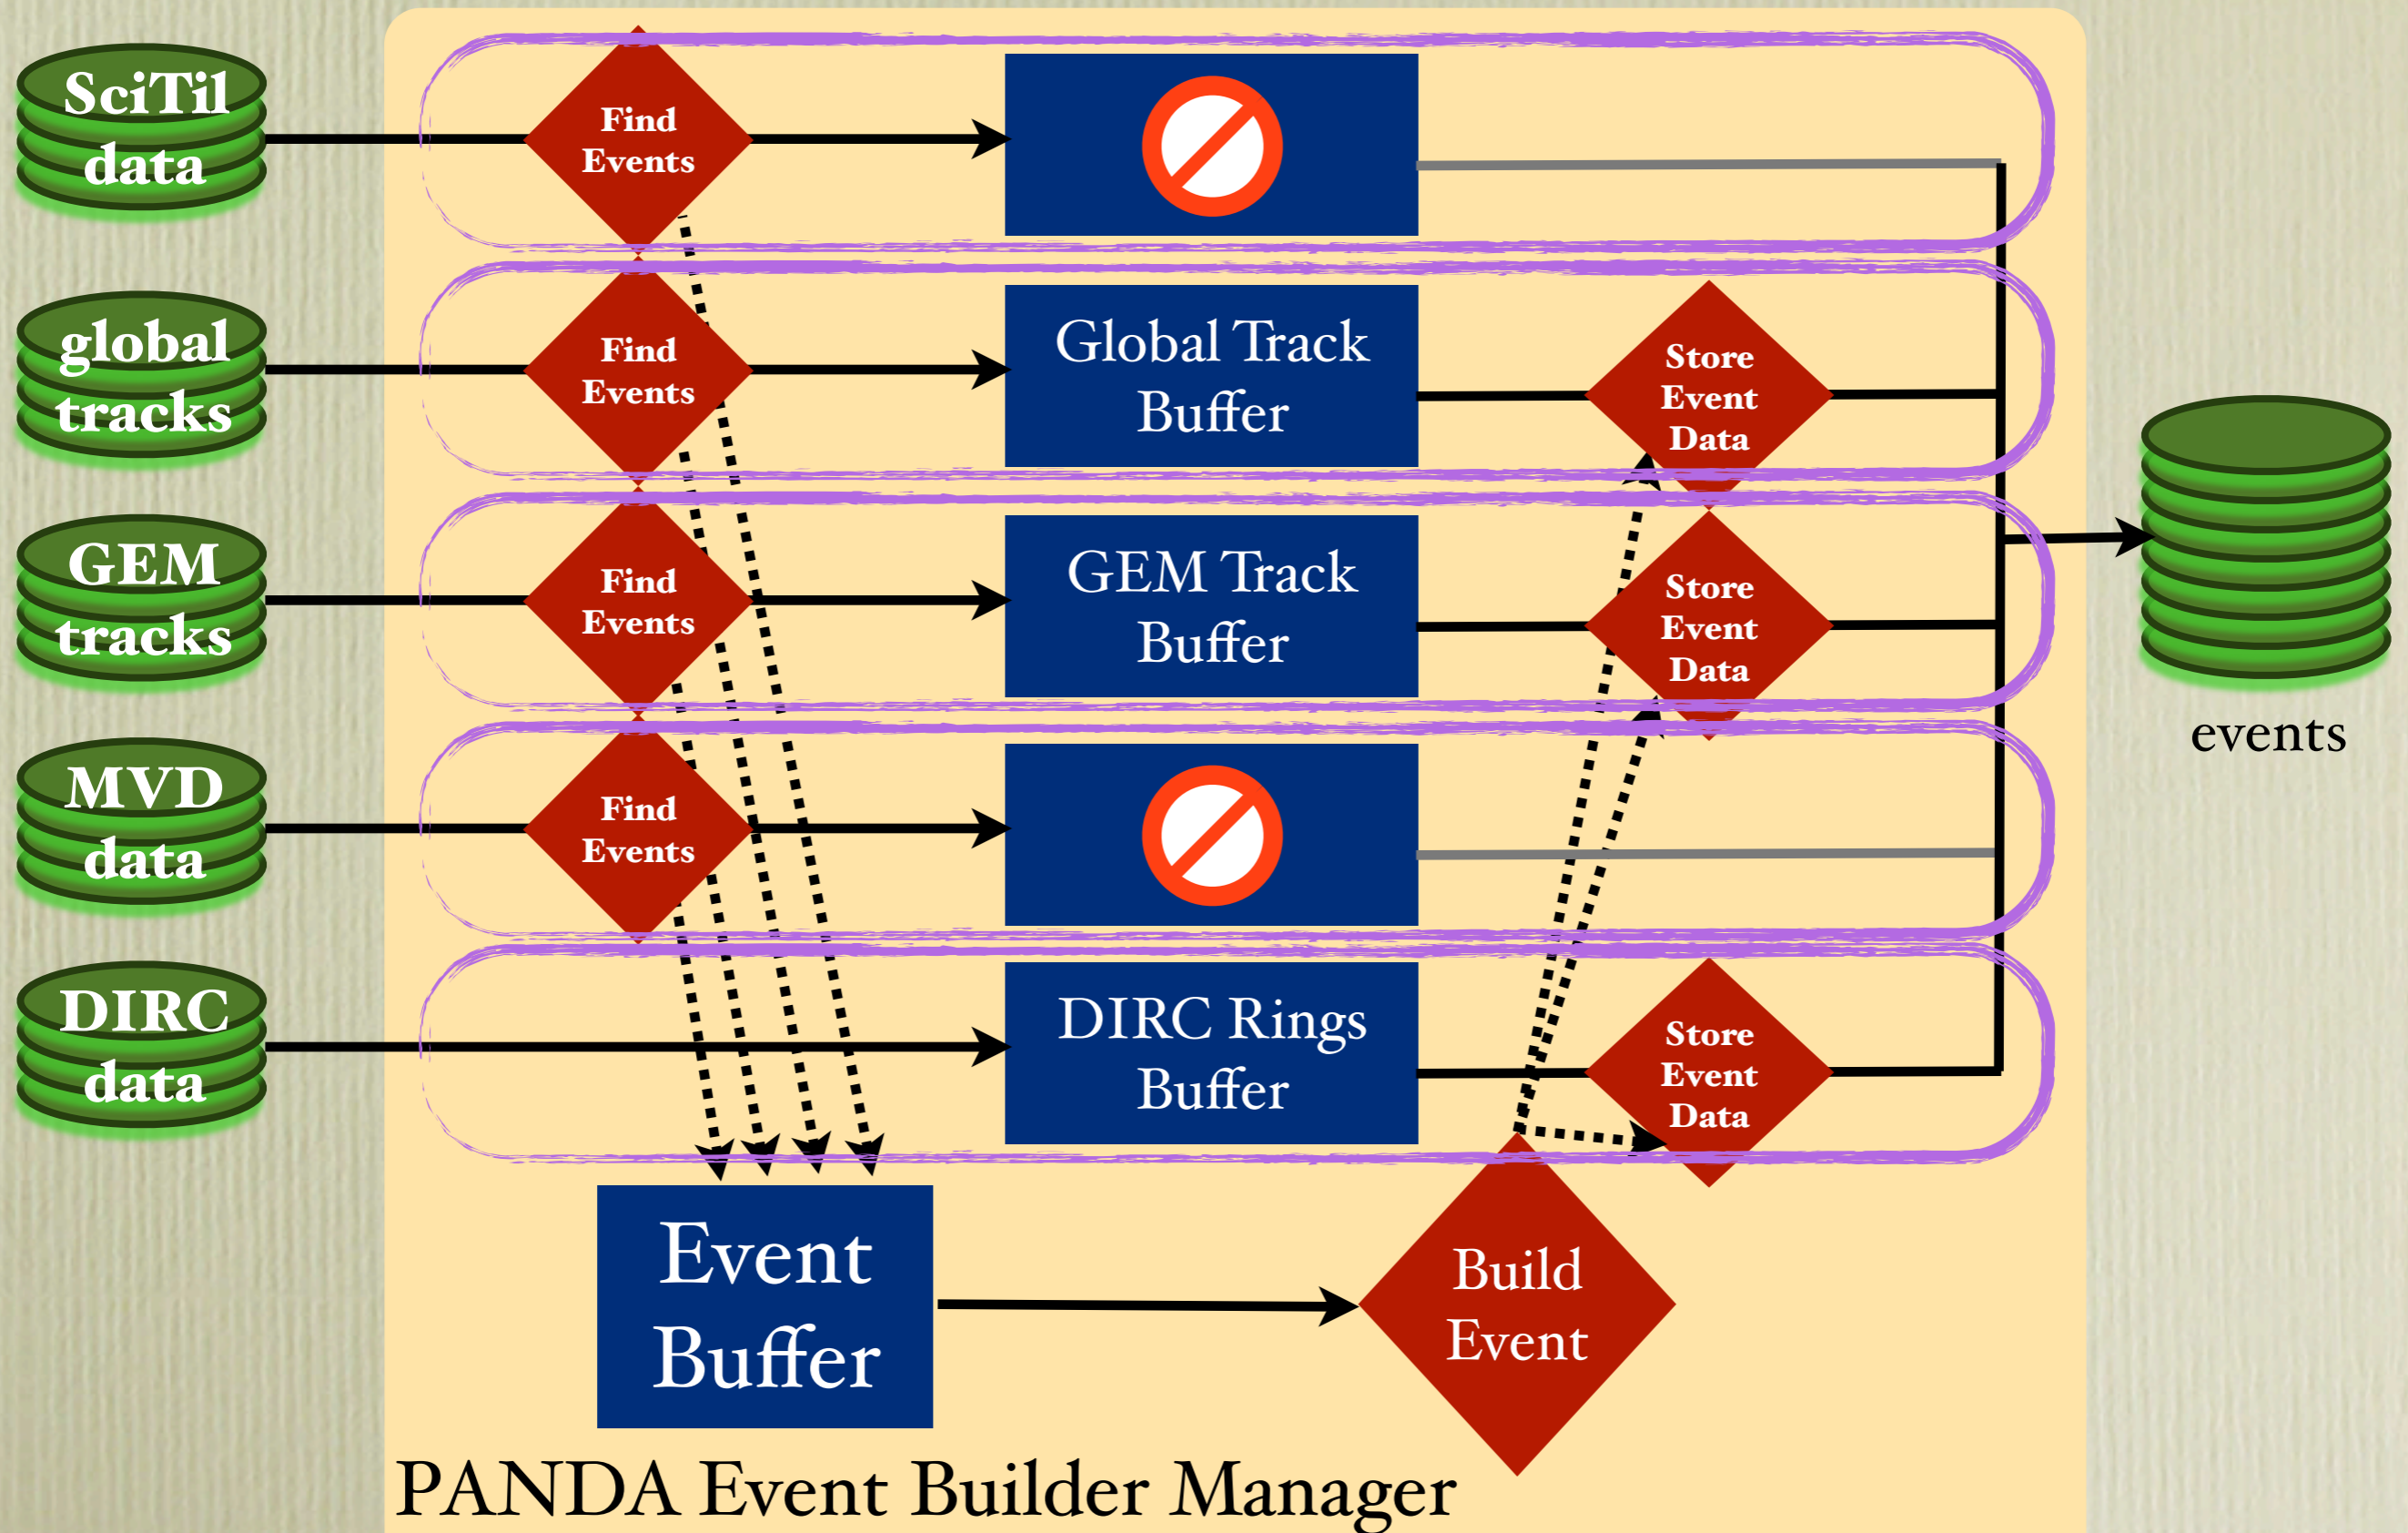 SciTil
data
Find
Events
global
tracks
Find
Events
Global Track
Buffer
Store
Event
Data
GEM
tracks
Find
Events
GEM Track
Buffer
Store
Event
Data
events
MVD
data
Find
Events
DIRC
data
DIRC Rings
Buffer
Store
Event
Data
Event
Buffer
Build
Event
PANDA Event Builder Manager